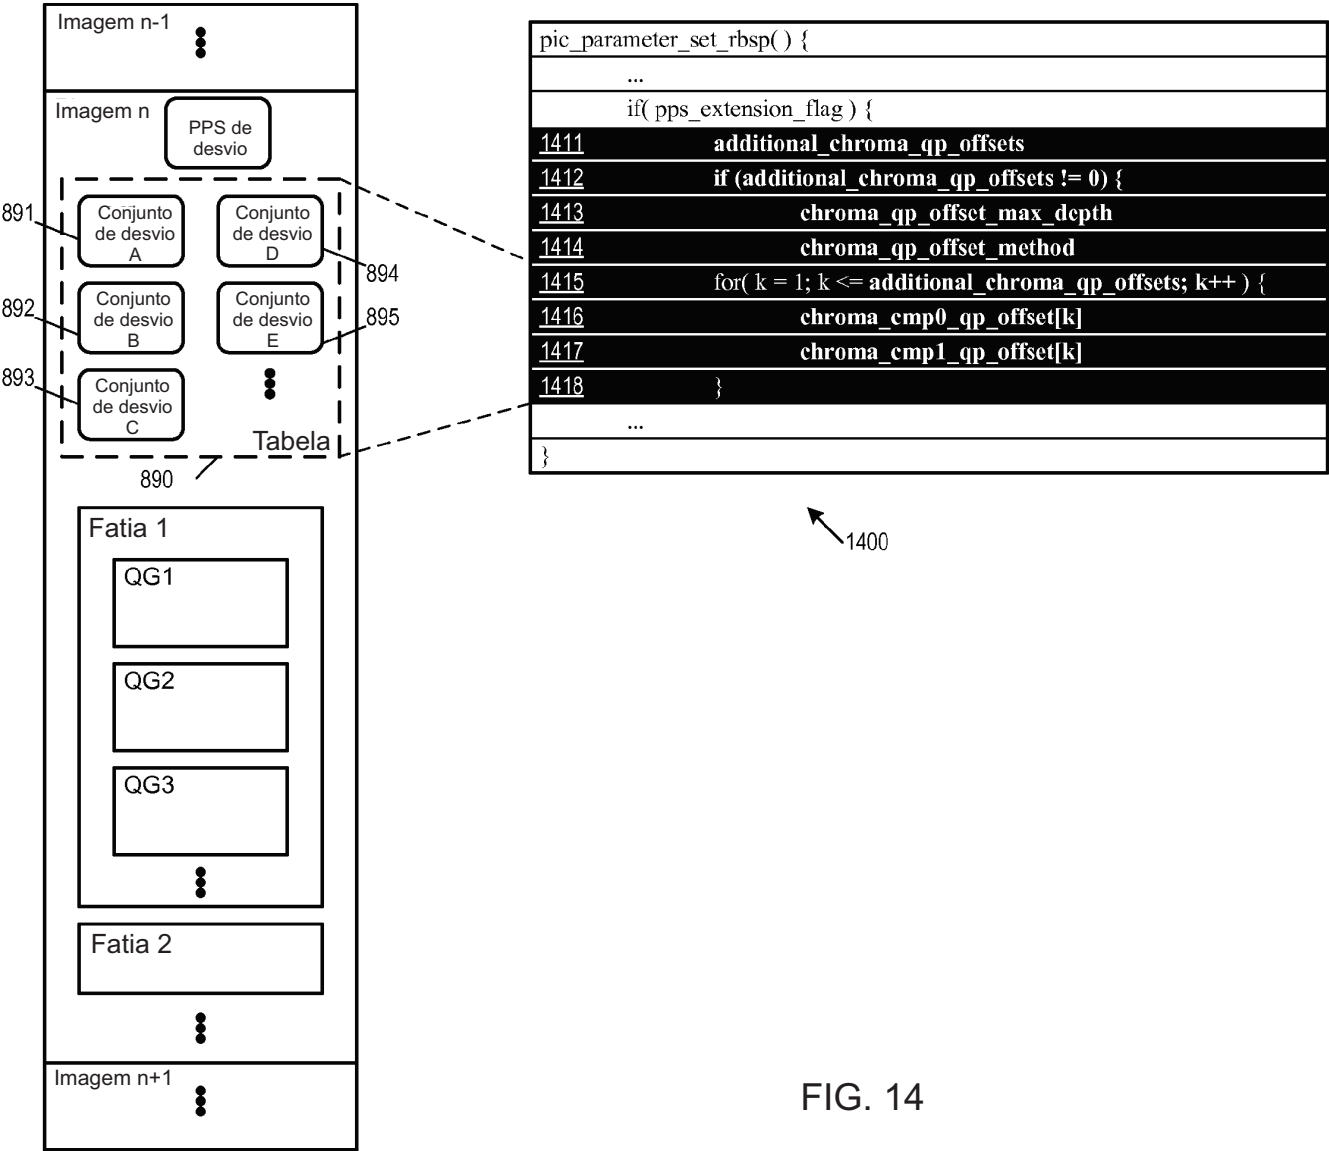 Imagem n-1
Imagem n
PPS de
desvio
891
Conjunto
de desvio
A
Conjunto
de desvio
D
894
892
Conjunto
de desvio
B
Conjunto
de desvio
E
895
893
Conjunto
de desvio
C
Tabela
890
Fatia 1
QG1
QG2
QG3
Fatia 2
Imagem n+1
pic_parameter_set_rbsp( ) {
...
if( pps_extension_flag ) {
1411 additional_chroma_qp_offsets
1412 if (additional_chroma_qp_offsets != 0) {
1413 chroma_qp_offset_max_depth
1414 chroma_qp_offset_method
1415 for( k = 1; k <= additional_chroma_qp_offsets; k++ ) {
1416 chroma_cmp0_qp_offset[k]
1417 chroma_cmp1_qp_offset[k]
1418 }
...
}
1400
FIG. 14